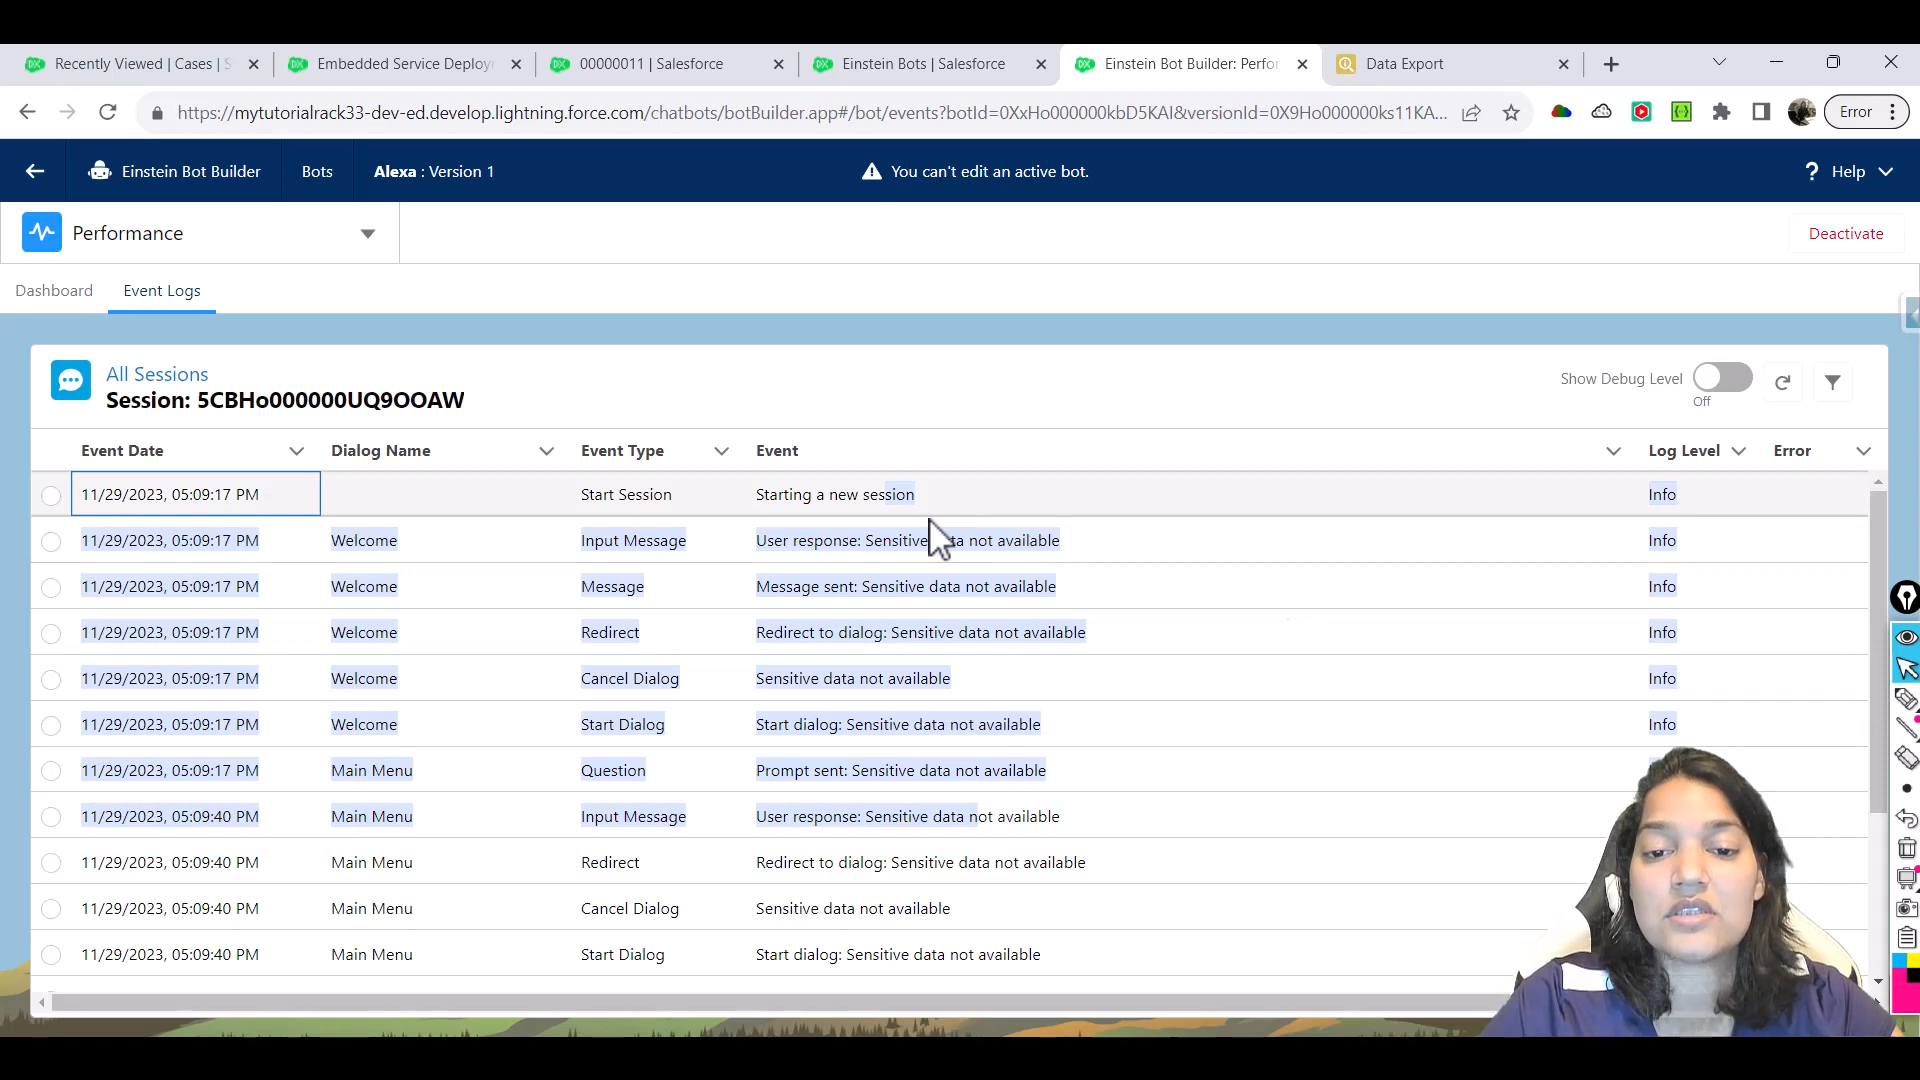 Recently Viewed | Cases | S
Embedded Service Deploy
00000011 | Salesforce
Einstein Bots | Salesforce
Einstein Bot Builder: Perfor
Data Export
https://mytutorialrack33-dev-ed.develop.lightning.force.com/chatbots/botBuilder.app#/bot/events?botId=0XxHo000000kbD5KAI&versionId=0X9Ho000000ks11KA...
Error
Einstein Bot Builder
Bots
Alexa : Version 1
You can't edit an active bot.
? Help
Performance
Deactivate
Dashboard
Event Logs
All Sessions
Session: 5CBHo000000UQ9OOAW
Show Debug Level
Off
Event Date Dialog Name Event Type Event Log Level Error
11/29/2023, 05:09:17 PM Start Session Starting a new session Info
11/29/2023, 05:09:17 PM Welcome Input Message User response: Sensitive data not available Info
11/29/2023, 05:09:17 PM Welcome Message Message sent: Sensitive data not available Info
11/29/2023, 05:09:17 PM Welcome Redirect Redirect to dialog: Sensitive data not available Info
11/29/2023, 05:09:17 PM Welcome Cancel Dialog Sensitive data not available Info
11/29/2023, 05:09:17 PM Welcome Start Dialog Start dialog: Sensitive data not available Info
11/29/2023, 05:09:17 PM Main Menu Question Prompt sent: Sensitive data not available
11/29/2023, 05:09:40 PM Main Menu Input Message User response: Sensitive data not available
11/29/2023, 05:09:40 PM Main Menu Redirect Redirect to dialog: Sensitive data not available
11/29/2023, 05:09:40 PM Main Menu Cancel Dialog Sensitive data not available
11/29/2023, 05:09:40 PM Main Menu Start Dialog Start dialog: Sensitive data not available